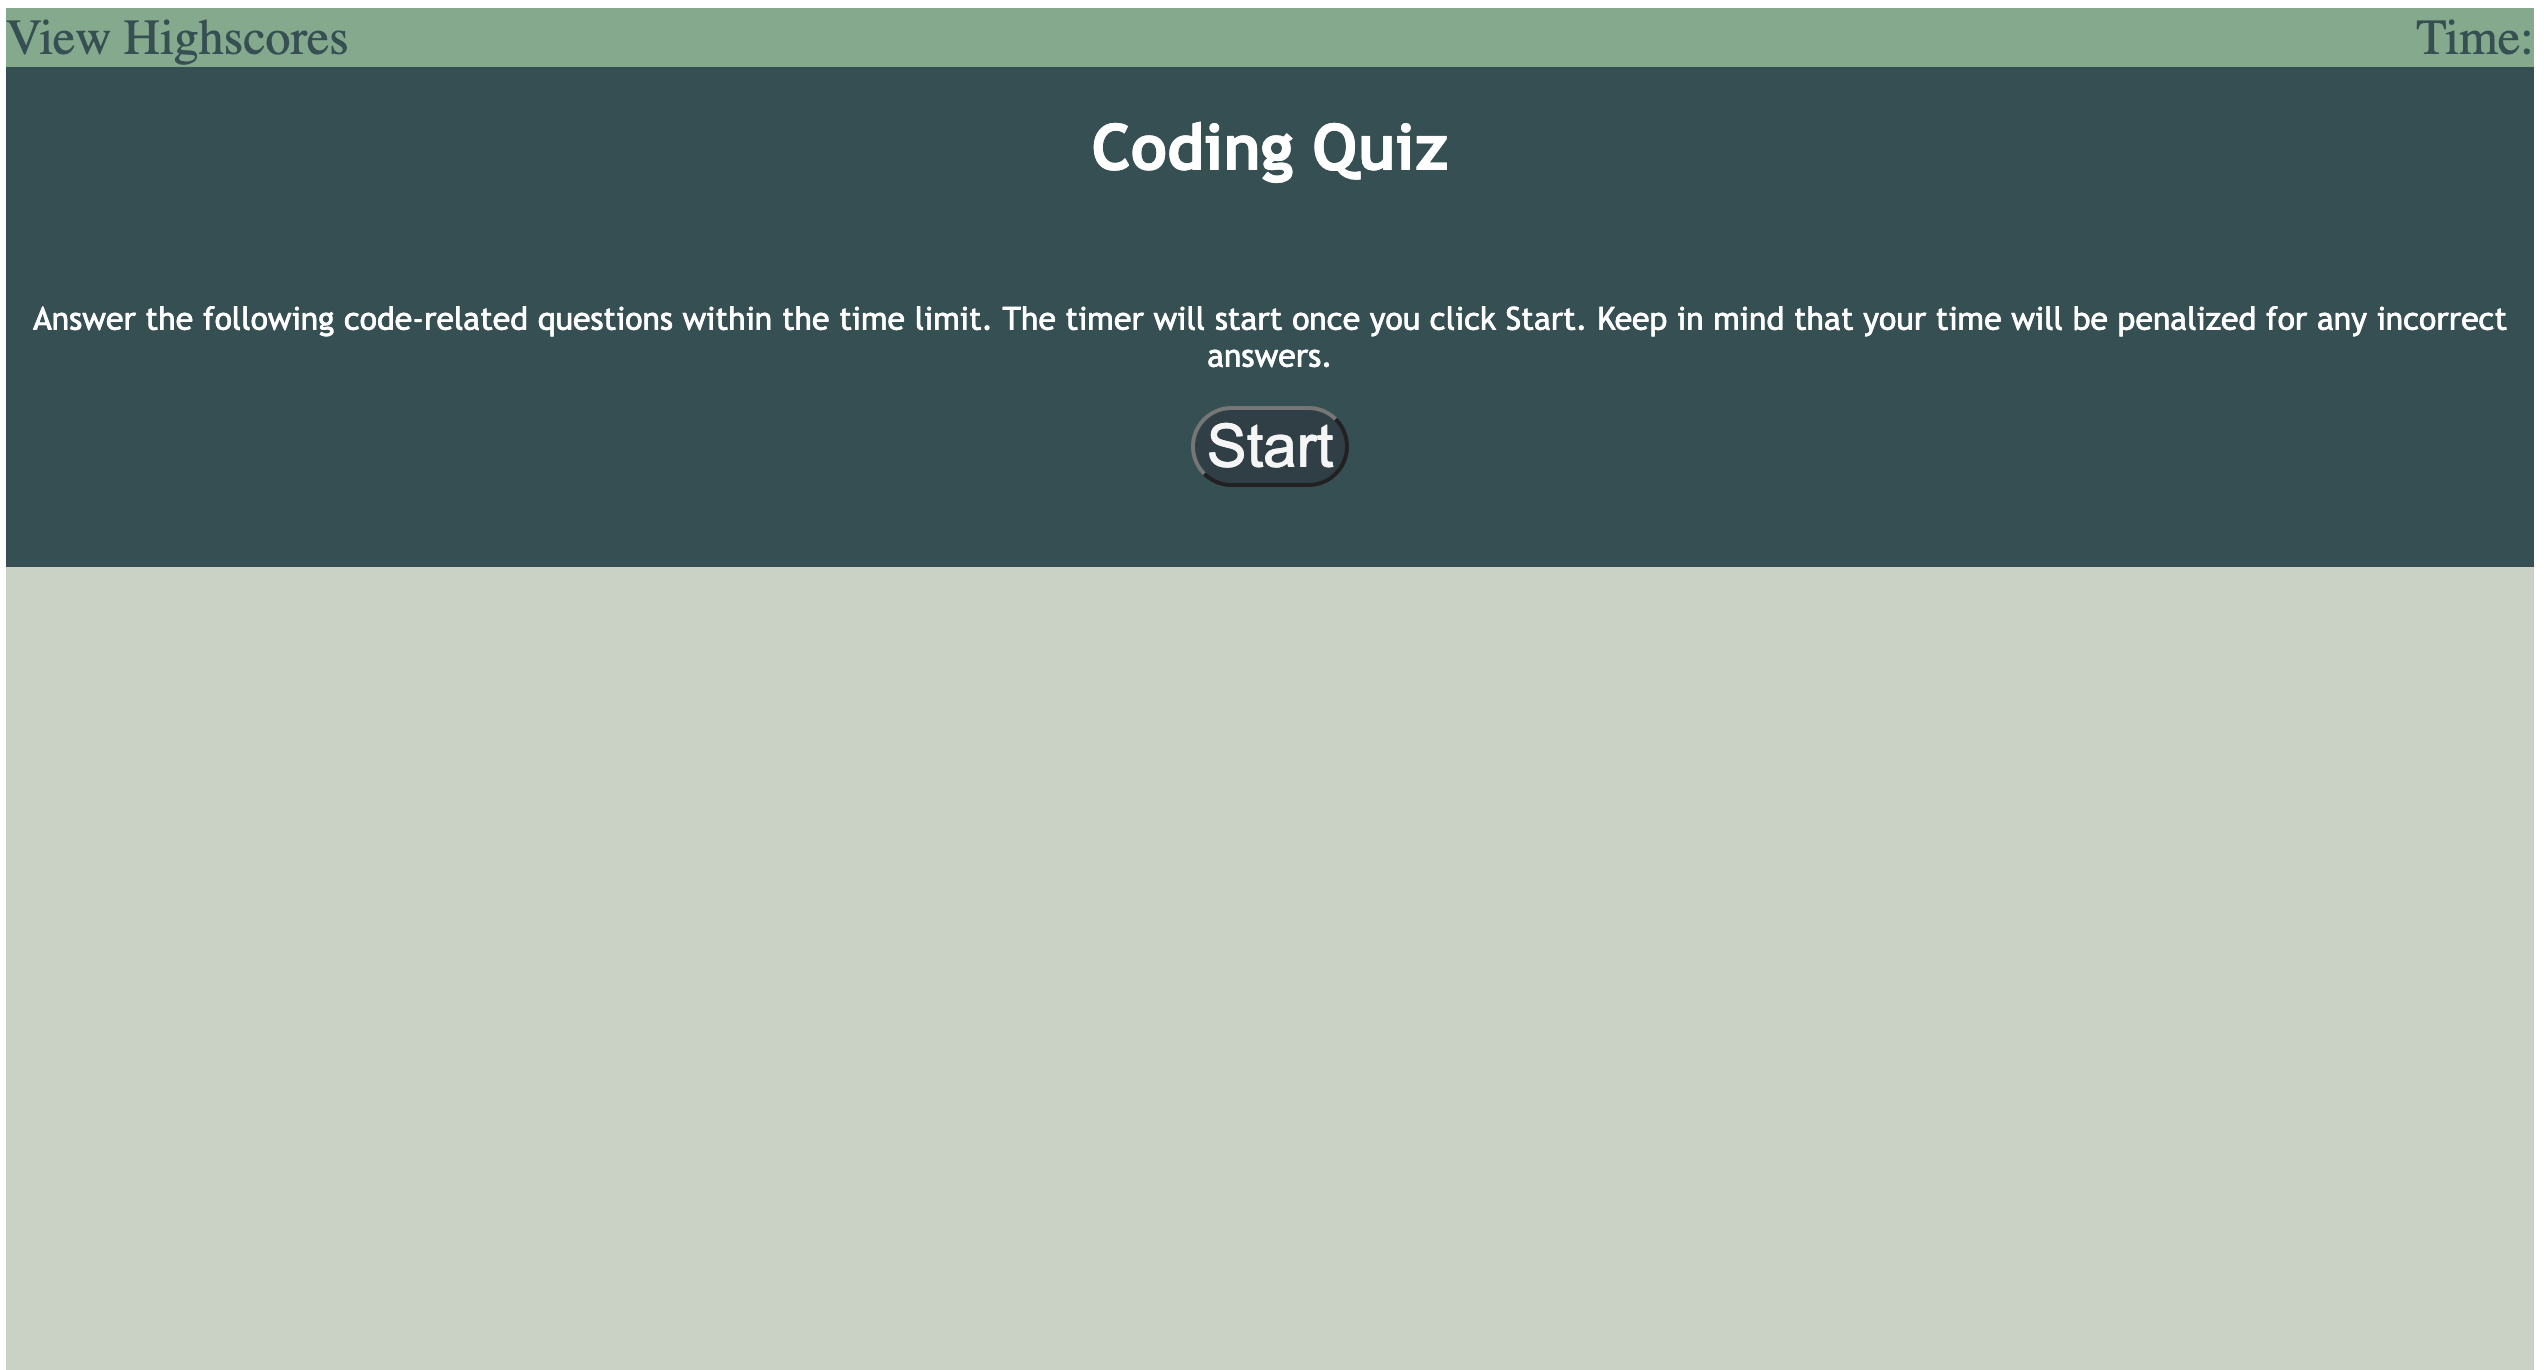 View Highscores
Time:
Coding Quiz
Answer the following code-related questions within the time limit. The timer will start once you click Start. Keep in mind that your time will be penalized for any incorrect
answers.
Start